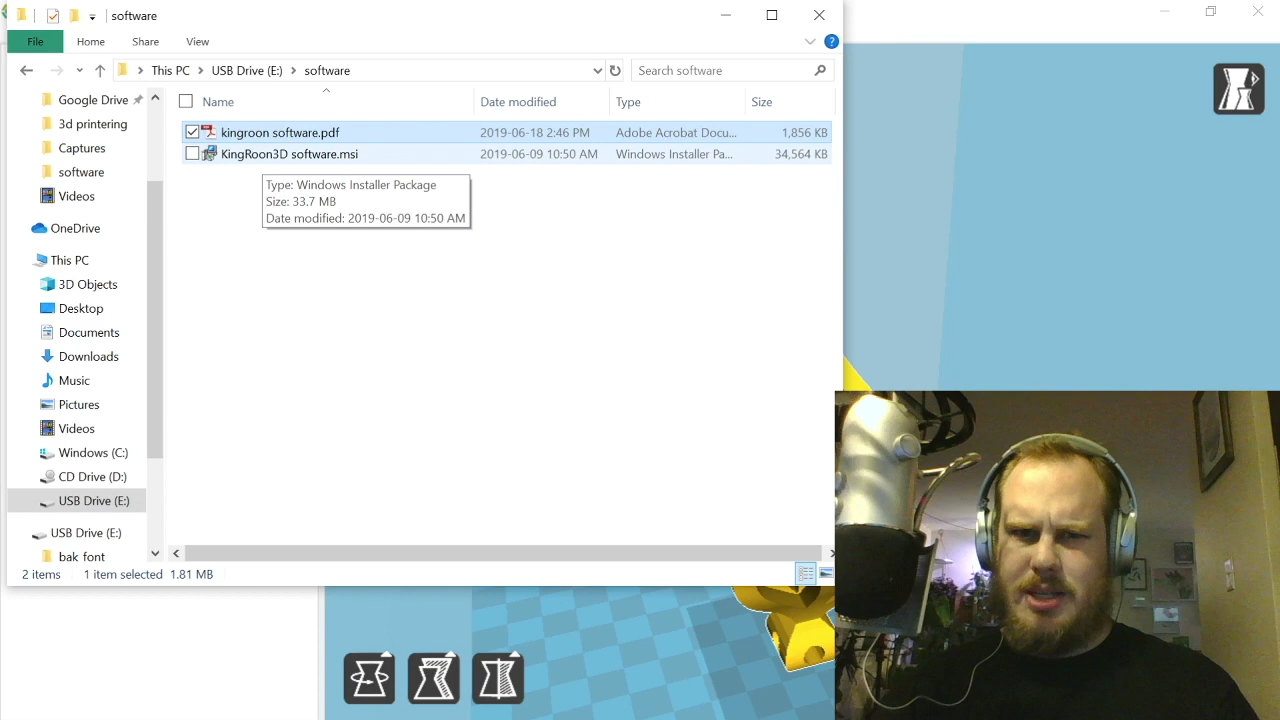 software
File Home Share View
This PC USB Drive (E:) software Search software
Google Drive
3d printering
Captures
software
Videos
OneDrive
This PC
3D Objects
Desktop
Documents
Downloads
Music
Pictures
Videos
Windows (C:)
CD Drive (D:)
USB Drive (E:)
USB Drive (E:)
bak font
Name Date modified Type Size
kingroon software.pdf 2019-06-18 2:46 PM Adobe Acrobat Docu... 1,856 KB
KingRoon3D software.msi 2019-06-09 10:50 AM Windows Installer Pa... 34,564 KB
Type: Windows Installer Package
Size: 33.7 MB
Date modified: 2019-06-09 10:50 AM
2 items 1 item selected 1.81 MB